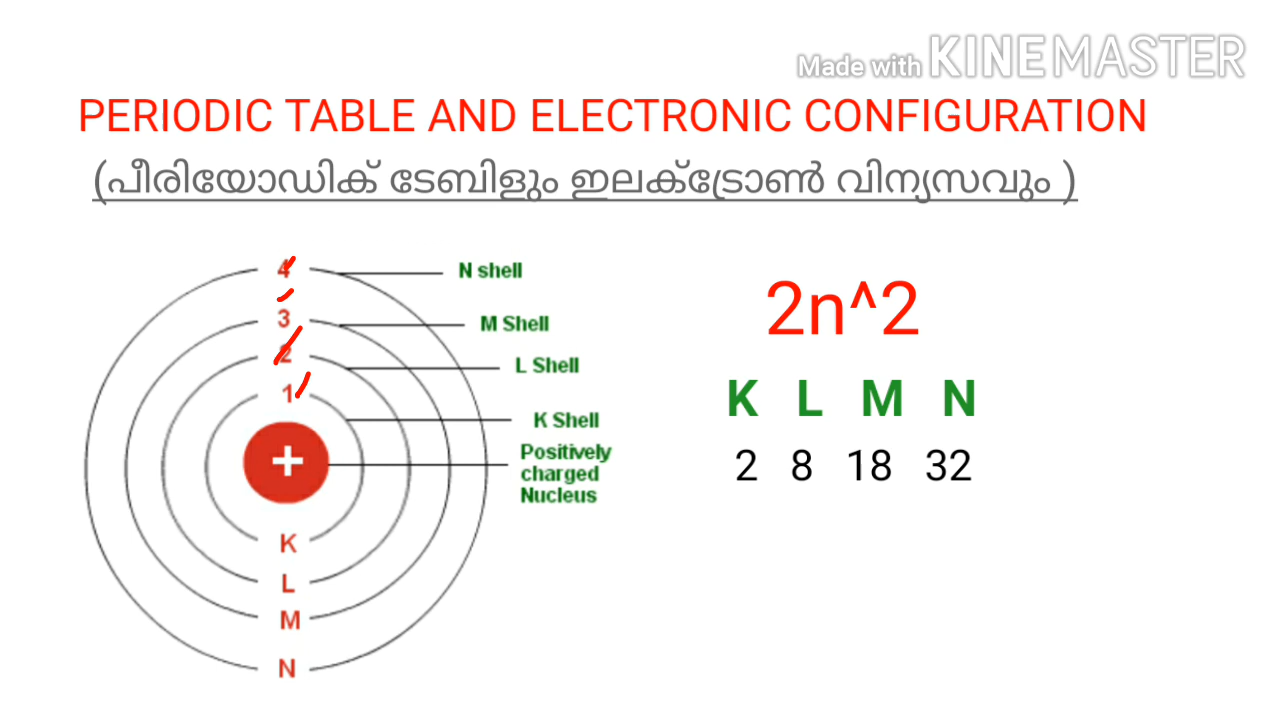 Made with KINEMASTER
PERIODIC TABLE AND ELECTRONIC CONFIGURATION
(പീരിയോഡിക് ടേബിളും ഇലക്ട്രോൺ വിന്യസവും )
4
N shell
3
M Shell
2
L Shell
1
K Shell
+
Positively
charged
Nucleus
K
L
M
N
2n^2
K L M N
2 8 18 32